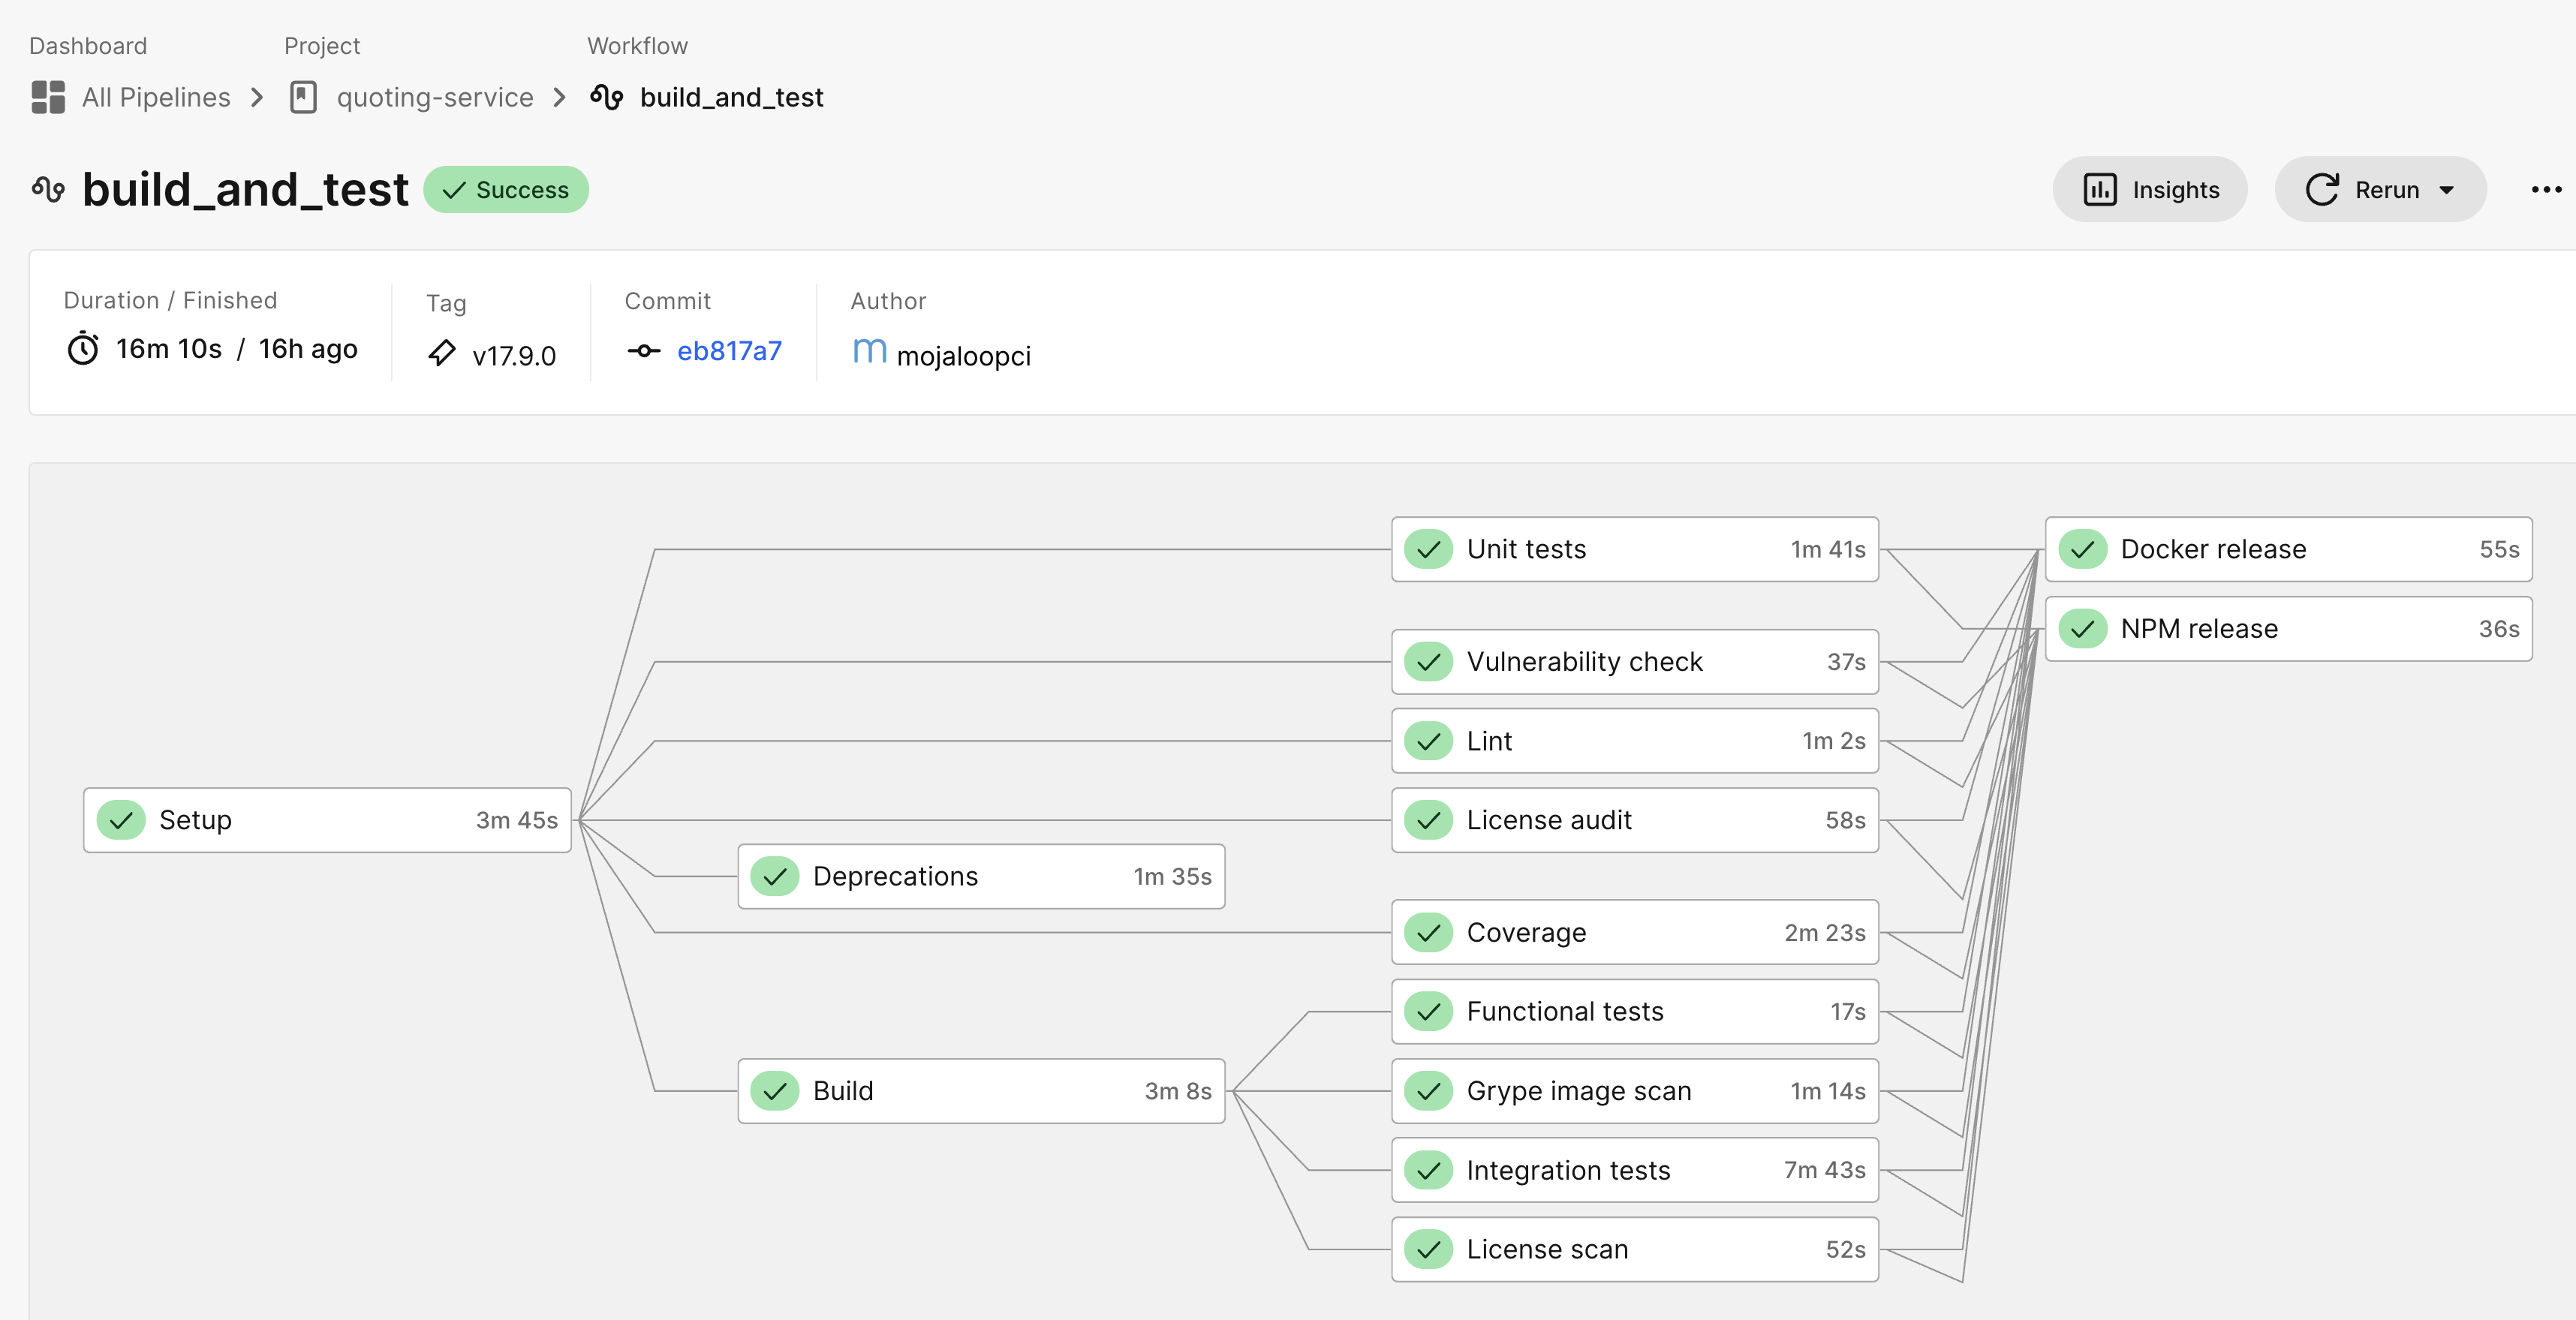 Dashboard Project Workflow
All Pipelines quoting-service build_and_test
build_and_test Success Insights Rerun
Duration / Finished Tag Commit Author
16m 10s / 16h ago v17.9.0 eb817a7 m mojaloopci
Unit tests 1m 41s Docker release 55s
NPM release 36s
Vulnerability check 37s
Lint 1m 2s
Setup 3m 45s License audit 58s
Deprecations 1m 35s
Coverage 2m 23s
Functional tests 17s
Build 3m 8s Grype image scan 1m 14s
Integration tests 7m 43s
License scan 52s